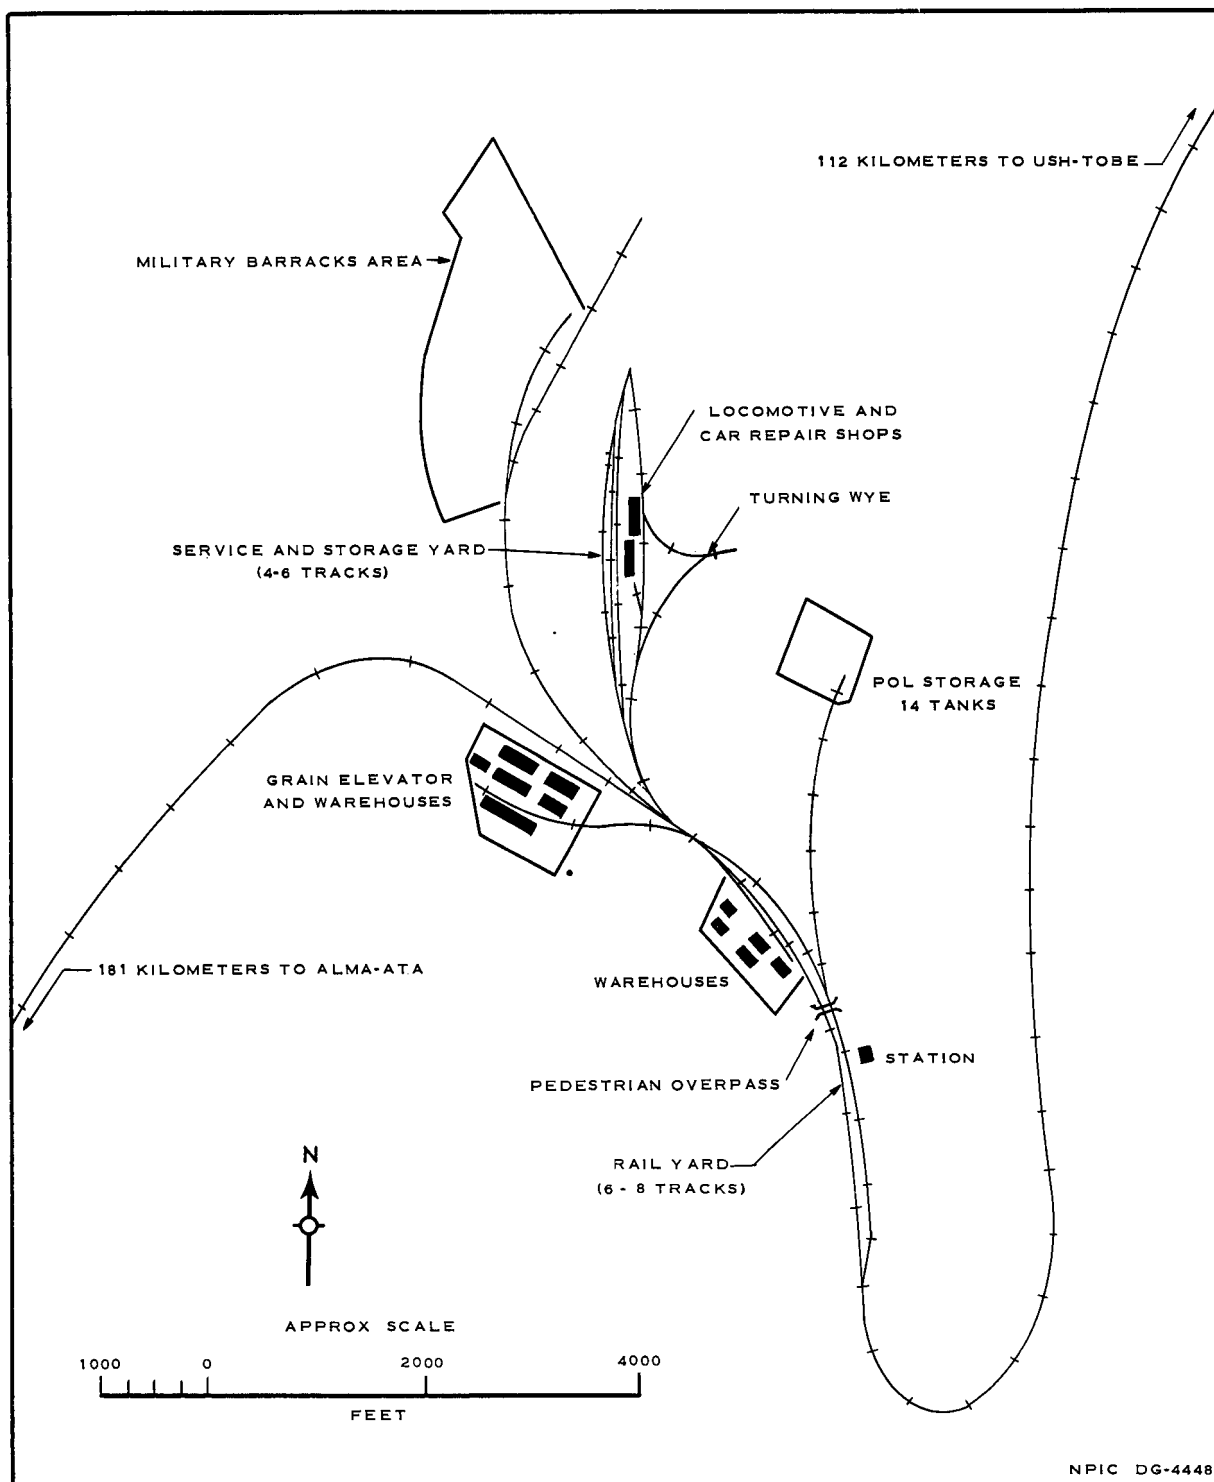 112 KILOMETERS TO USH-TOBE
MILITARY BARRACKS AREA
LOCOMOTIVE AND
CAR REPAIR SHOPS
TURNING WYE
SERVICE AND STORAGE YARD
(4-6 TRACKS)
POL STORAGE
14 TANKS
GRAIN ELEVATOR
AND WAREHOUSES
181 KILOMETERS TO ALMA-ATA
WAREHOUSES
STATION
PEDESTRIAN OVERPASS
RAIL YARD
(6 - 8 TRACKS)
N
APPROX SCALE
1000 0 2000 4000
FEET
NPIC DG-4448